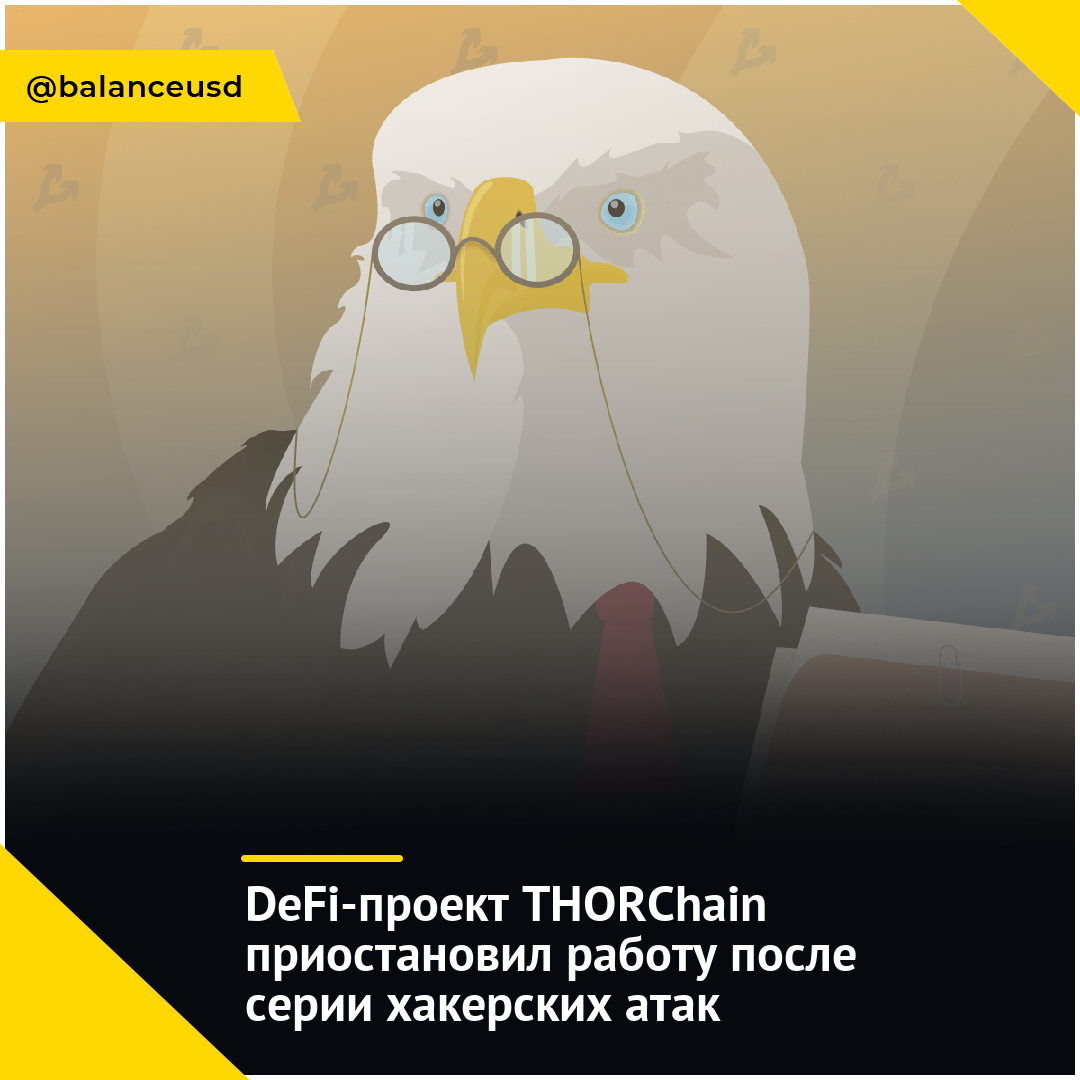 @balanceusd
DeFi-проект THORChain
приостановил работу после
серии хакерских атак